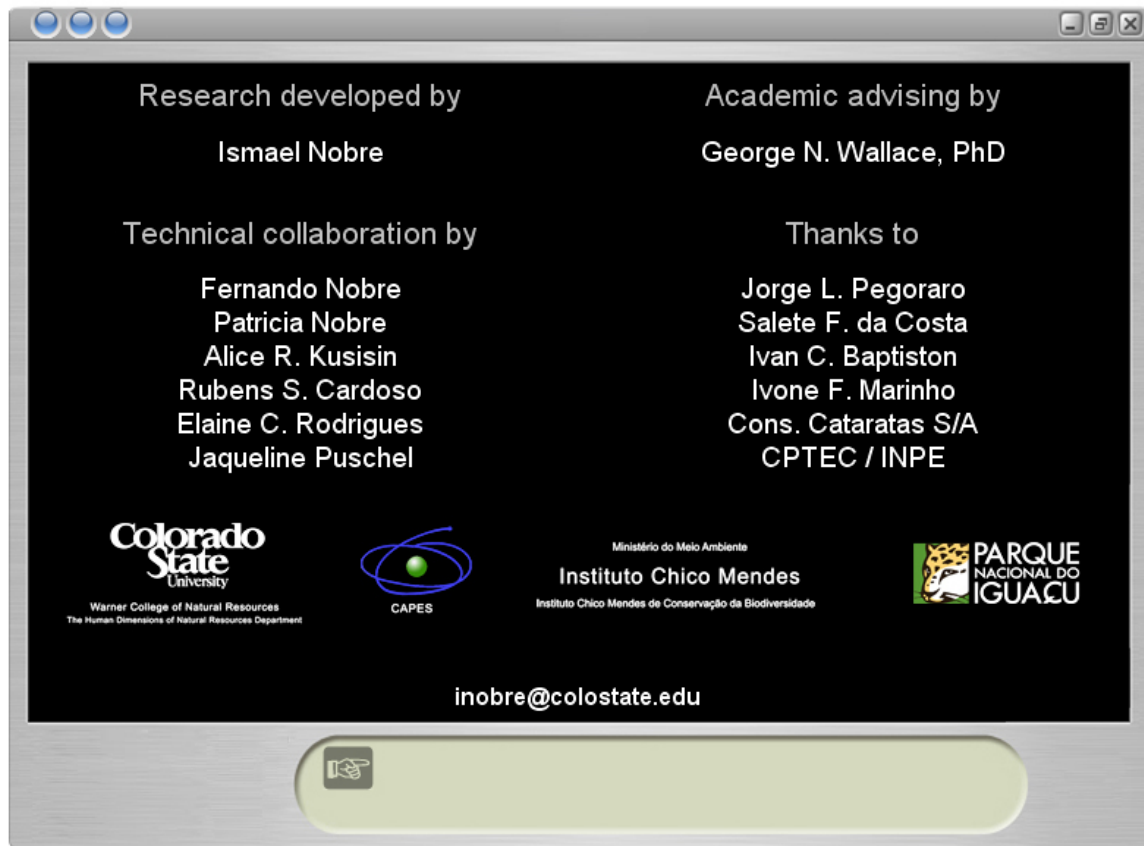 Research developed by
Ismael Nobre
Academic advising by
George N. Wallace, PhD
Technical collaboration by
Fernando Nobre
Patricia Nobre
Alice R. Kusisin
Rubens S. Cardoso
Elaine C. Rodrigues
Jaqueline Puschel
Thanks to
Jorge L. Pegoraro
Salete F. da Costa
Ivan C. Baptiston
Ivone F. Marinho
Cons. Cataratas S/A
CPTEC / INPE
Colorado
State
University
Warner College of Natural Resources
The Human Dimensions of Natural Resources Department
CAPES
Ministério do Meio Ambiente
Instituto Chico Mendes
Instituto Chico Mendes de Conservação da Biodiversidade
PARQUE
NACIONAL DO
IGUAÇU
inobre@colostate.edu